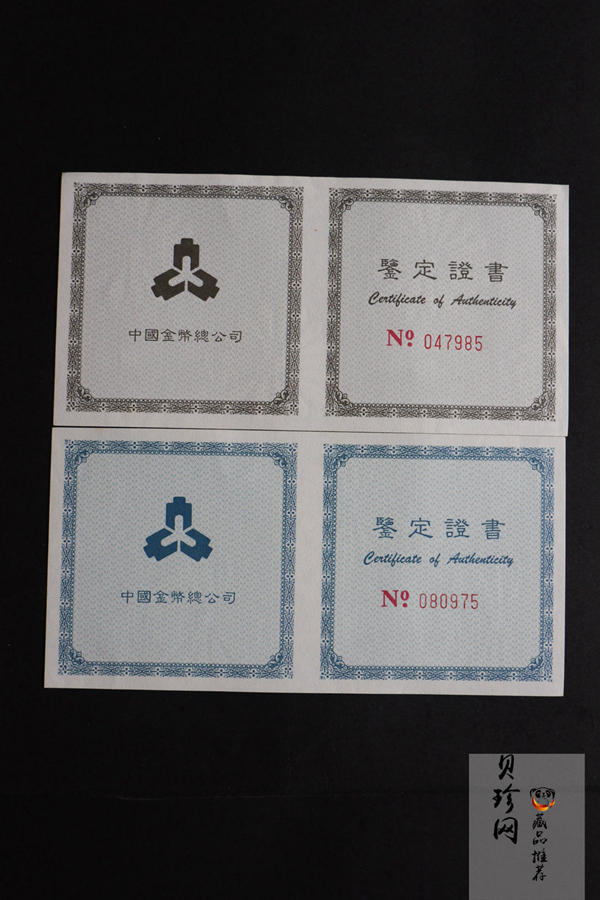 中國金幣總公司
鑒定證書
Certificate of Authenticity
Nº 047985
中國金幣總公司
鑒定證書
Certificate of Authenticity
Nº 080975
贝珍网
藏品推荐